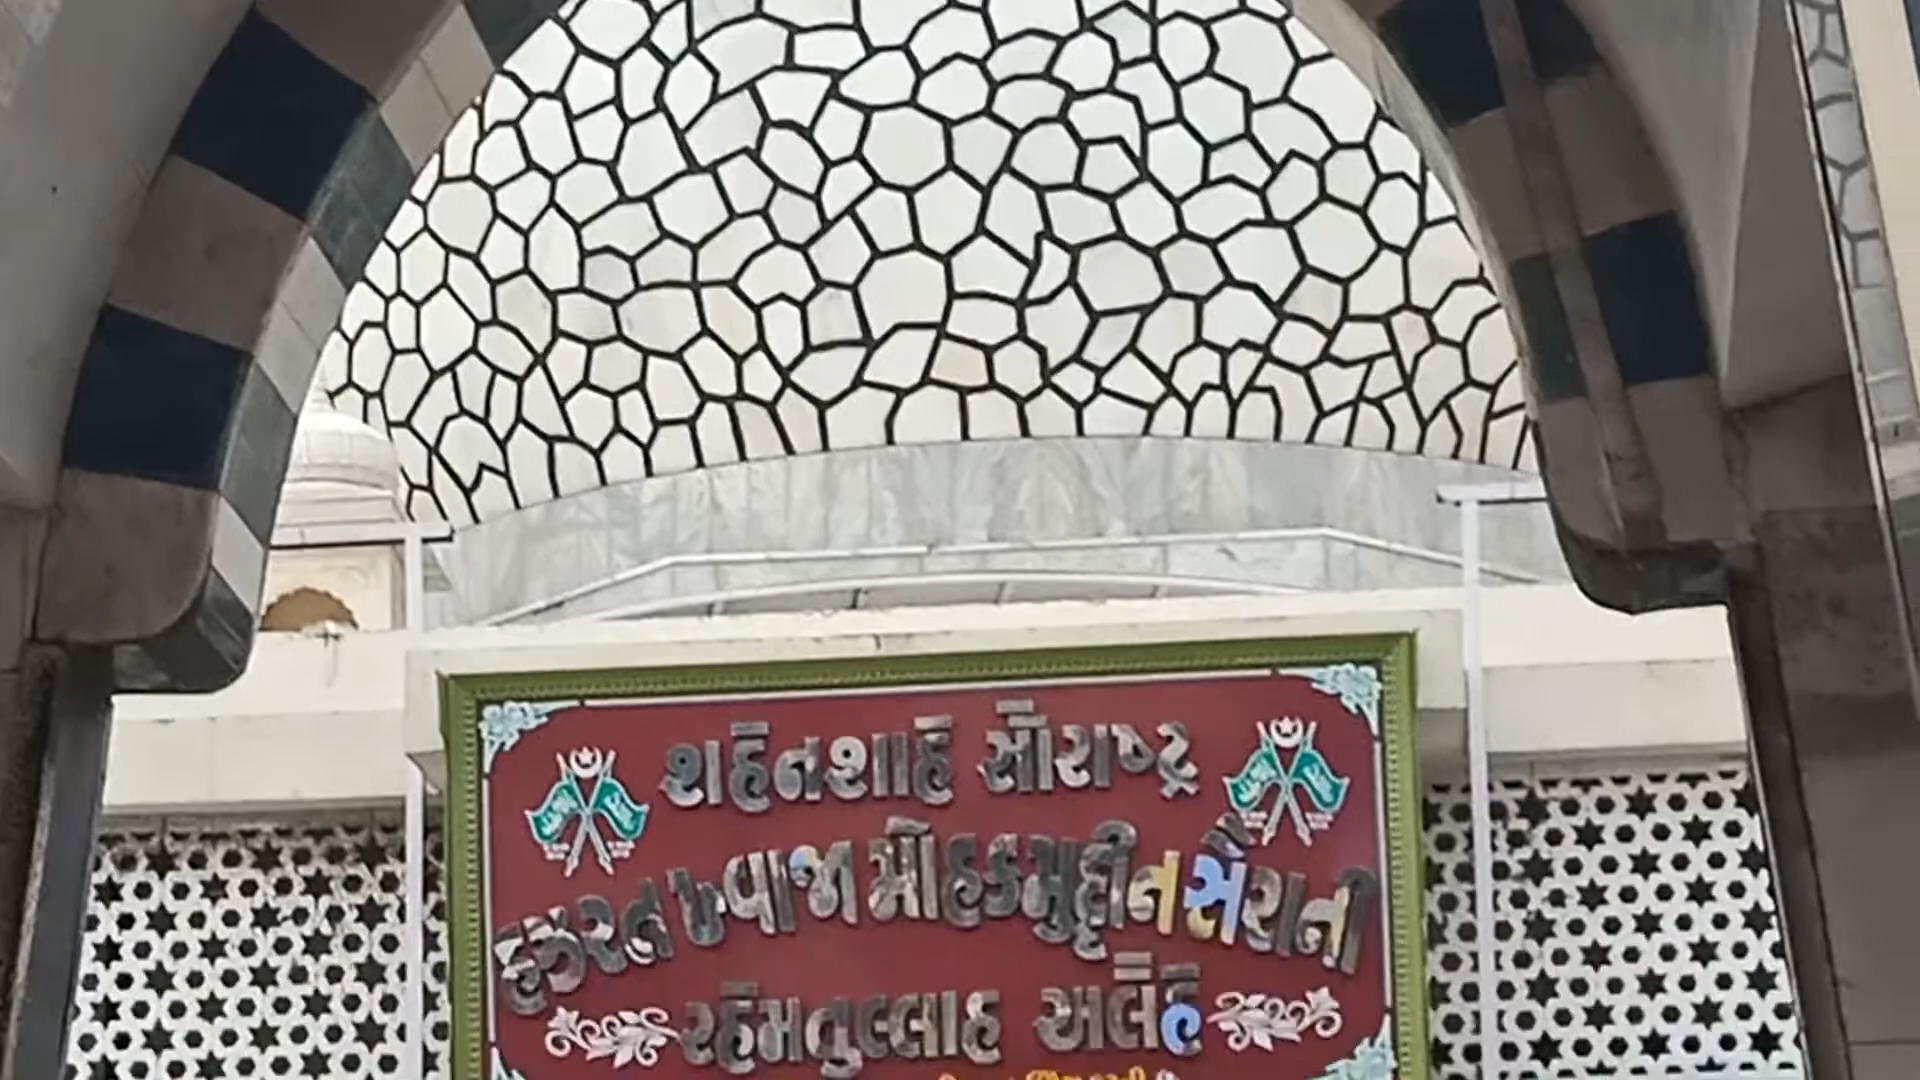 શહેનશાહે સૌરાષ્ટ્ર
હઝરત ખ્વાજા મોહકમુદ્દીન સેરાની
રહેમતુલ્લાહ અલૈહે